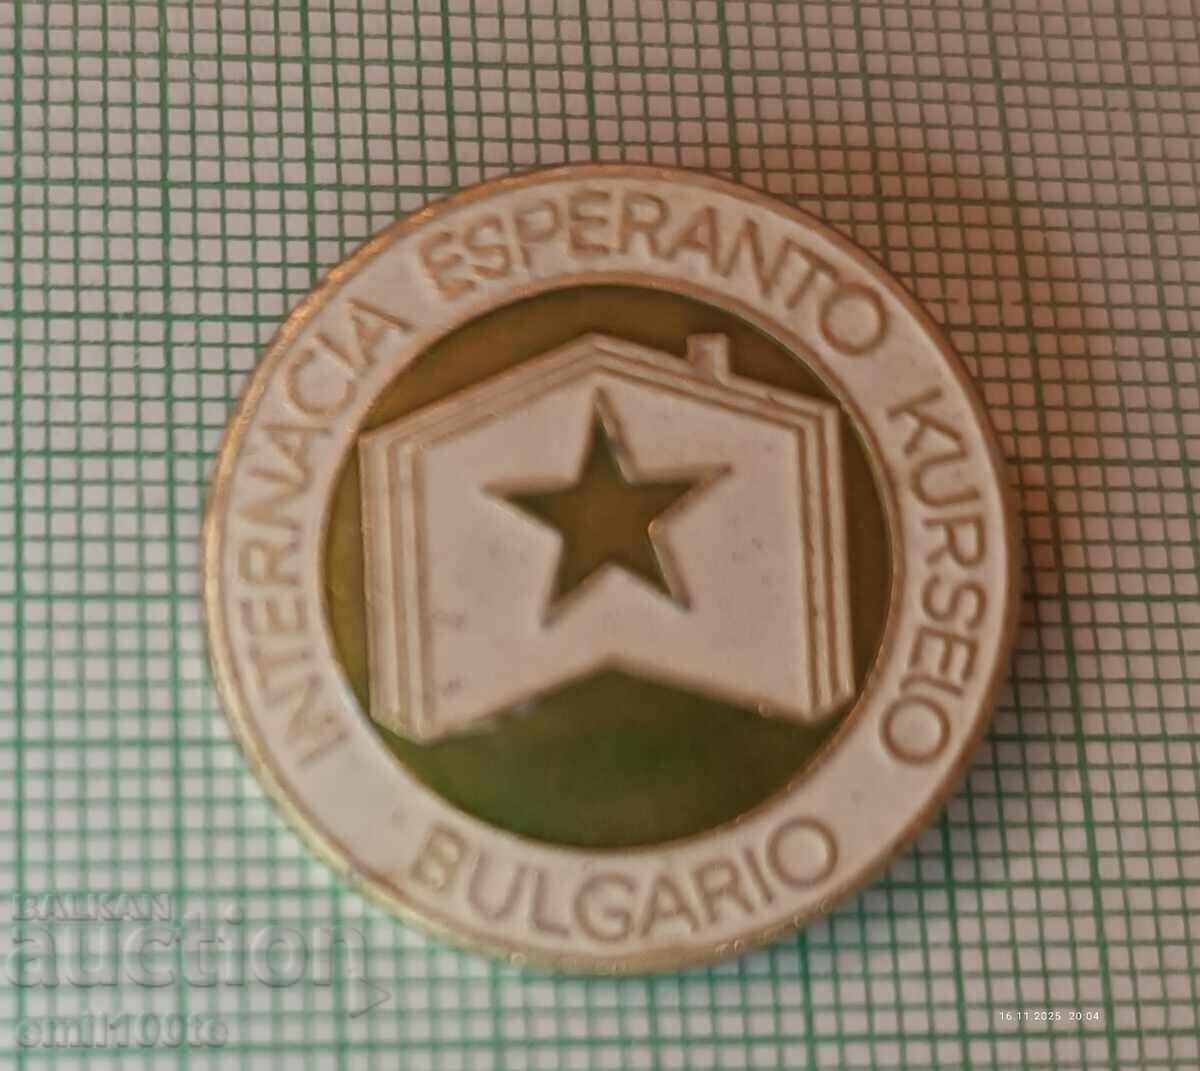 INTERNACIA ESPERANTO KURSEJO
BULGARIO
BALKAN
auction
emil100te
16.11.2025 20:04